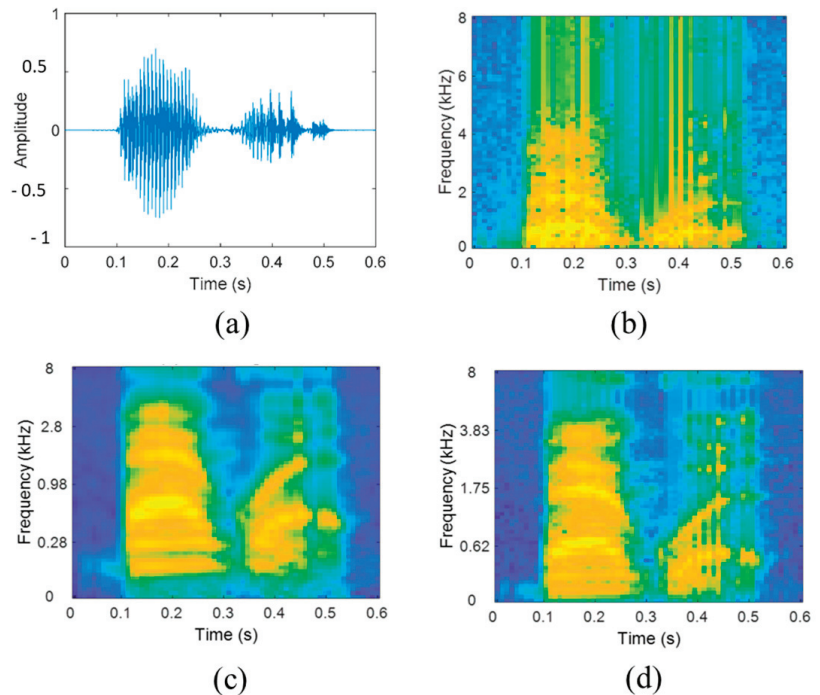 1
0.5
0
- 0.5
- 1
Amplitude
0 0.1 0.2 0.3 0.4 0.5 0.6
Time (s)
(a)
8
6
4
2
0
Frequency (kHz)
0 0.1 0.2 0.3 0.4 0.5 0.6
Time (s)
(b)
8
2.8
0.98
0.28
0
Frequency (kHz)
0 0.1 0.2 0.3 0.4 0.5 0.6
Time (s)
(c)
8
3.83
1.75
0.62
0
Frequency (kHz)
0 0.1 0.2 0.3 0.4 0.5 0.6
Time (s)
(d)